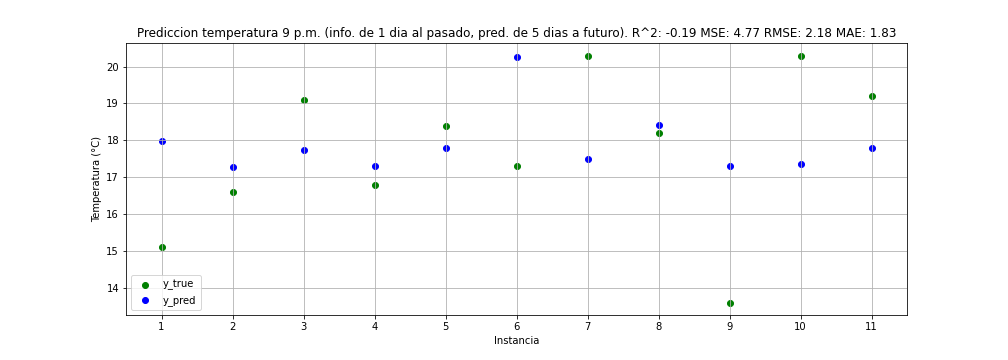 Prediccion temperatura 9 p.m. (info. de 1 dia al pasado, pred. de 5 dias a futuro). R^2: -0.19 MSE: 4.77 RMSE: 2.18 MAE: 1.83
Temperatura (°C)
20
19
18
17
16
15
14
y_true
y_pred
1 2 3 4 5 6 7 8 9 10 11
Instancia